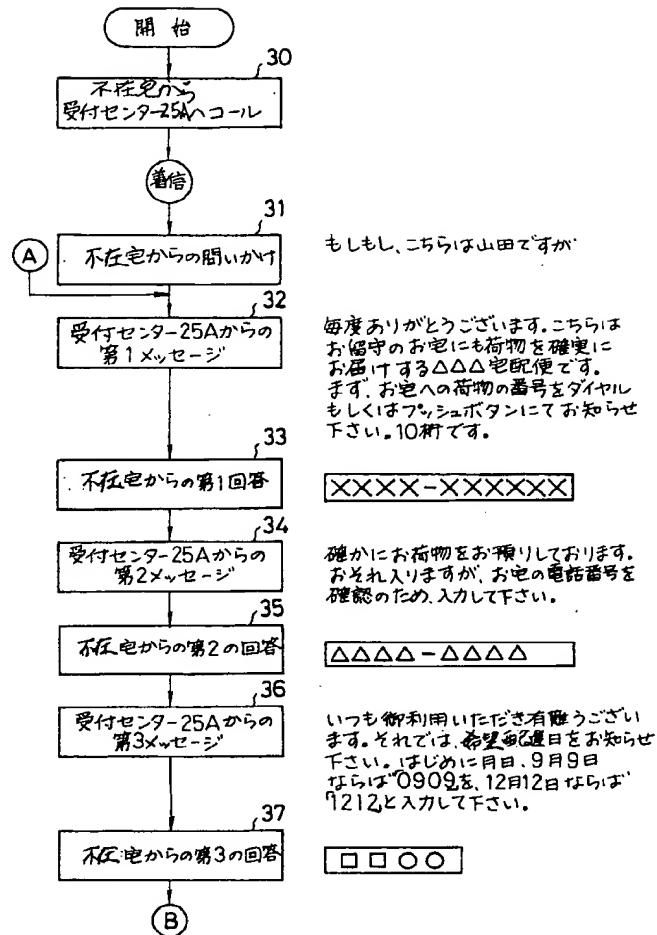 開始
30
不在宅から
受付センター25Aへコール
着信
31
A
不在宅からの問いかけ
もしもし、こちらは山田ですが
32
受付センター25Aからの
第1メッセージ
毎度ありがとうございます。こちらは
お留守のお宅にも荷物を確実に
お届けする△△△宅配便です。
まず、お宅への荷物の番号をダイヤル
もしくはプッシュボタンにてお知らせ
下さい。10桁です。
33
不在宅からの第1回答
××××-××××××
34
受付センター25Aからの
第2メッセージ
確かにお荷物をお預りしております。
おそれ入りますが、お宅の電話番号を
確認のため、入力して下さい。
35
不在宅からの第2の回答
△△△△-△△△△
36
受付センター25Aからの
第3メッセージ
いつも御利用いただき有難うござい
ます。それでは、希望配達日をお知らせ
下さい。はじめに月日、9月9日
ならば「0909」を、12月12日ならば
「1212」と入力して下さい。
37
不在宅からの第3の回答
□□○○
B